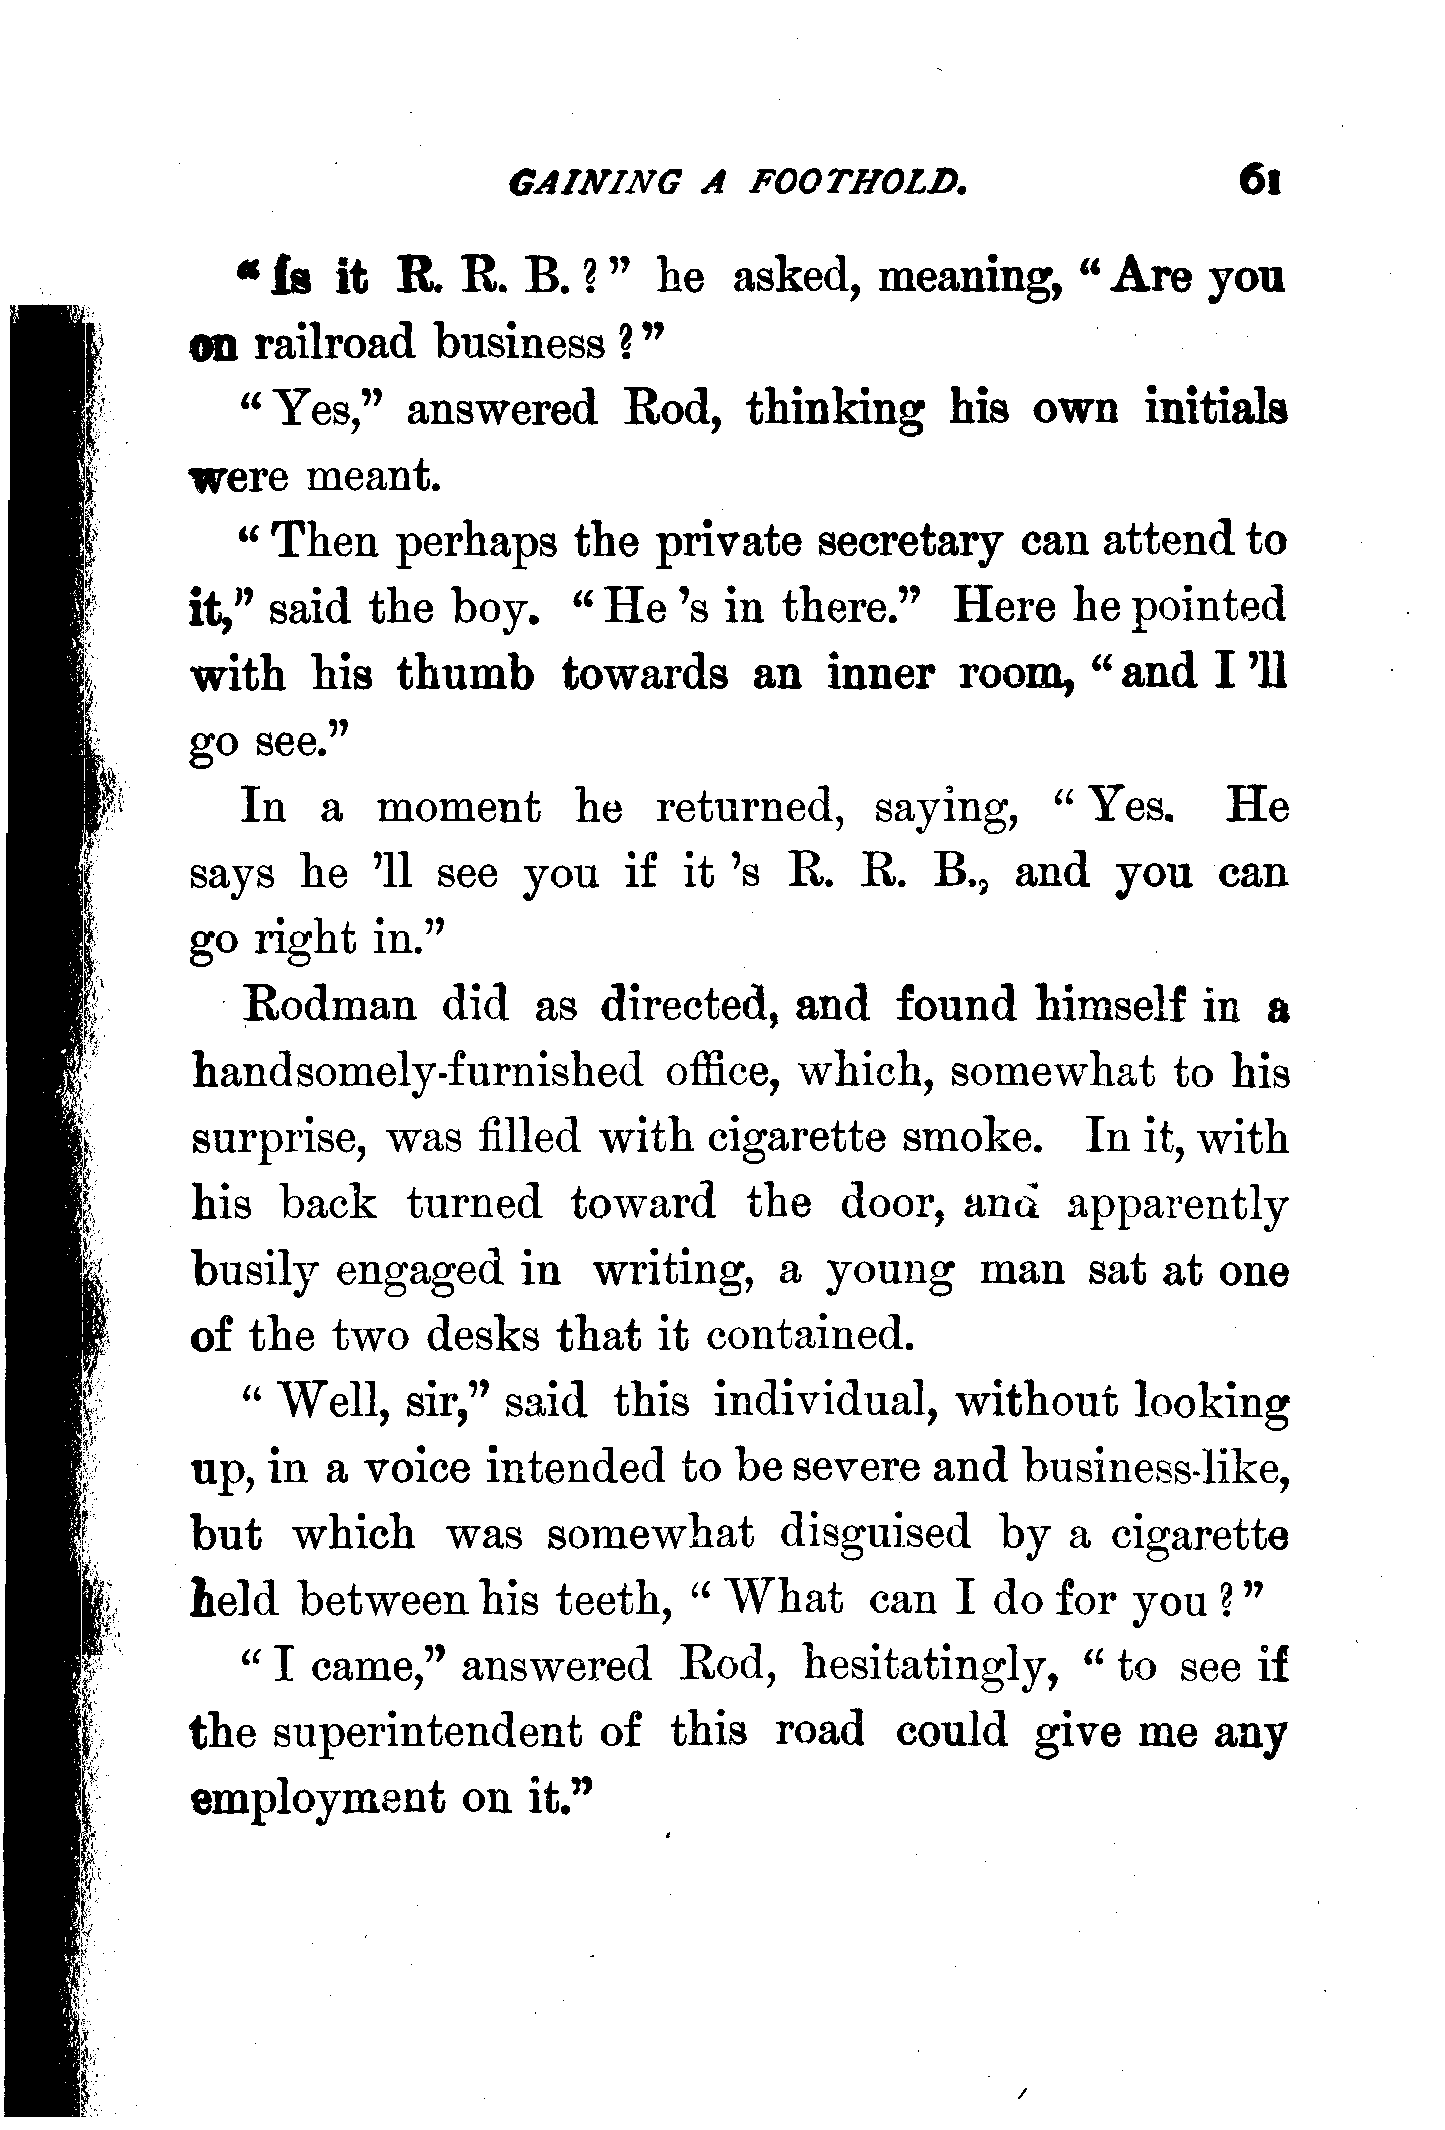 GAINING A FOOTHOLD. 61
“Is it R. R. B.?” he asked, meaning, “Are you
on railroad business?”
“Yes,” answered Rod, thinking his own initials
were meant.
“Then perhaps the private secretary can attend to
it,” said the boy. “He 's in there.” Here he pointed
with his thumb towards an inner room, “and I 'll
go see.”
In a moment he returned, saying, “Yes. He
says he 'll see you if it 's R. R. B., and you can
go right in.”
Rodman did as directed, and found himself in a
handsomely-furnished office, which, somewhat to his
surprise, was filled with cigarette smoke. In it, with
his back turned toward the door, and apparently
busily engaged in writing, a young man sat at one
of the two desks that it contained.
“Well, sir,” said this individual, without looking
up, in a voice intended to be severe and business-like,
but which was somewhat disguised by a cigarette
held between his teeth, “What can I do for you?”
“I came,” answered Rod, hesitatingly, “to see if
the superintendent of this road could give me any
employment on it.”